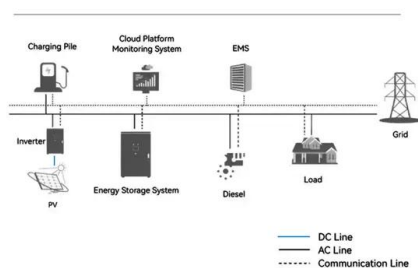 Charging Pile
Cloud Platform
Monitoring System
EMS
Grid
Inverter
PV
Energy Storage System
Diesel
Load
DC Line
AC Line
Communication Line